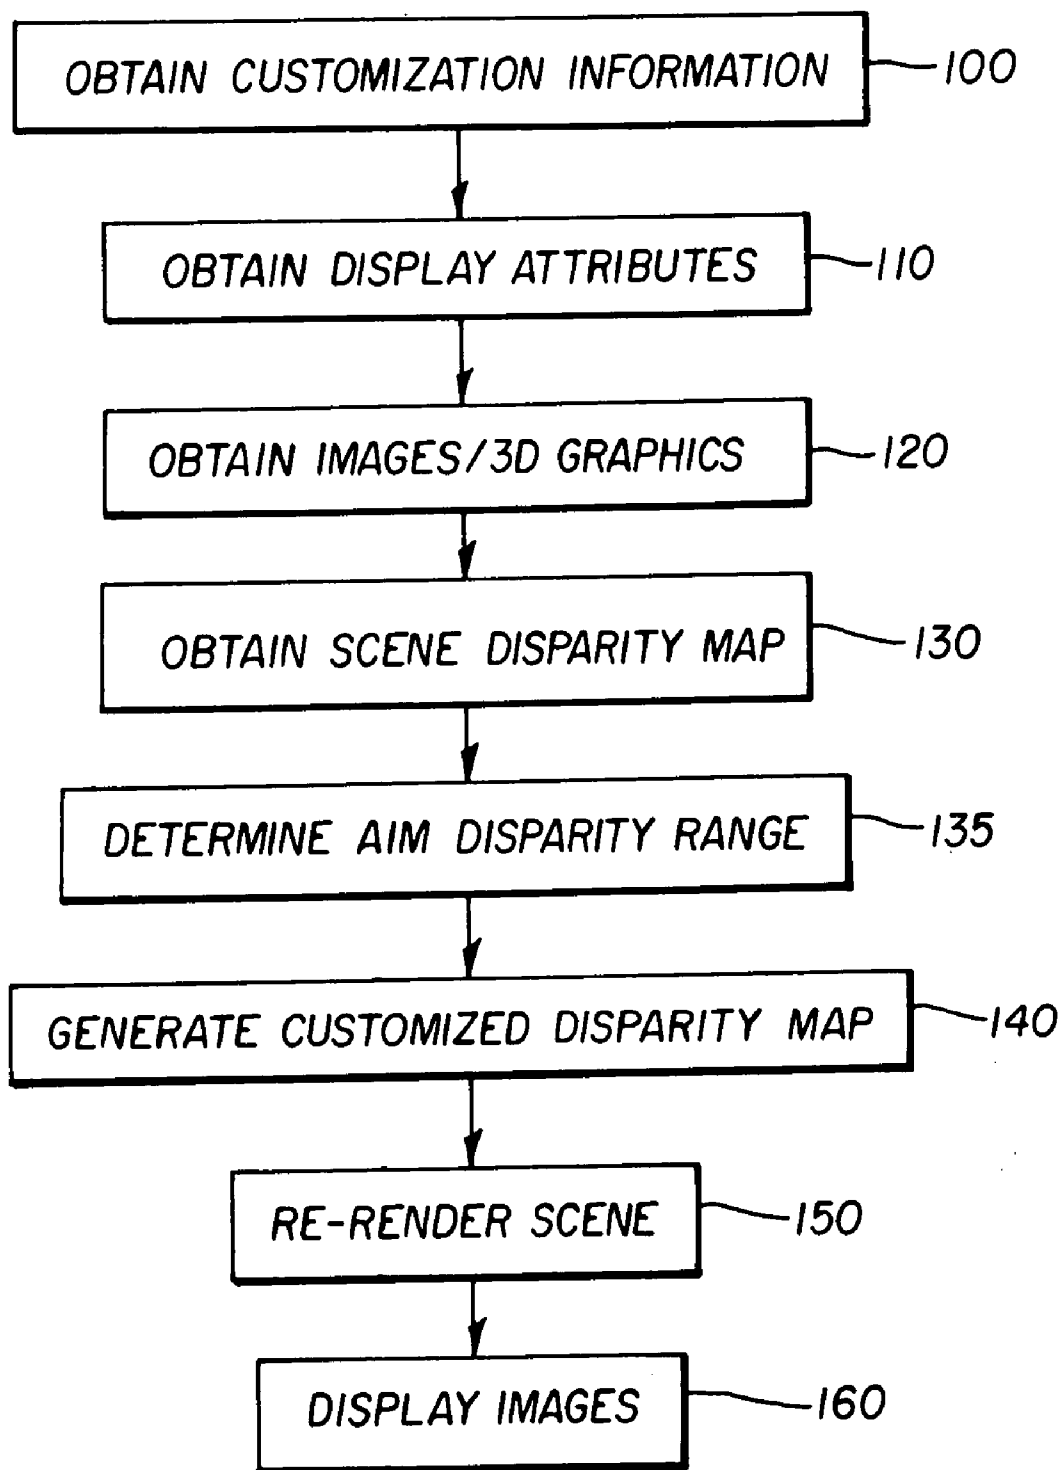 OBTAIN CUSTOMIZATION INFORMATION 100
OBTAIN DISPLAY ATTRIBUTES 110
OBTAIN IMAGES/3D GRAPHICS 120
OBTAIN SCENE DISPARITY MAP 130
DETERMINE AIM DISPARITY RANGE 135
GENERATE CUSTOMIZED DISPARITY MAP 140
RE-RENDER SCENE 150
DISPLAY IMAGES 160